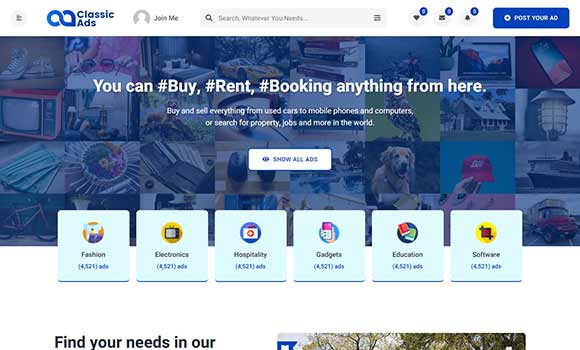 Classic
Ads
Join Me
Search, Whatever You Needs...
0
0
0
POST YOUR AD
You can #Buy, #Rent, #Booking anything from here.
Buy and sell everything from used cars to mobile phones and computers,
or search for property, jobs and more in the world.
SHOW ALL ADS
Fashion
(4,521) ads
Electronics
(4,521) ads
Hospitality
(4,521) ads
Gadgets
(4,521) ads
Education
(4,521) ads
Software
(4,521) ads
Find your needs in our